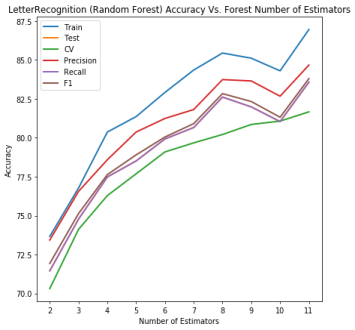 LetterRecognition (Random Forest) Accuracy Vs. Forest Number of Estimators
87.5
85.0
82.5
80.0
77.5
75.0
72.5
70.0
Accuracy
Train
Test
CV
Precision
Recall
F1
2 3 4 5 6 7 8 9 10 11
Number of Estimators